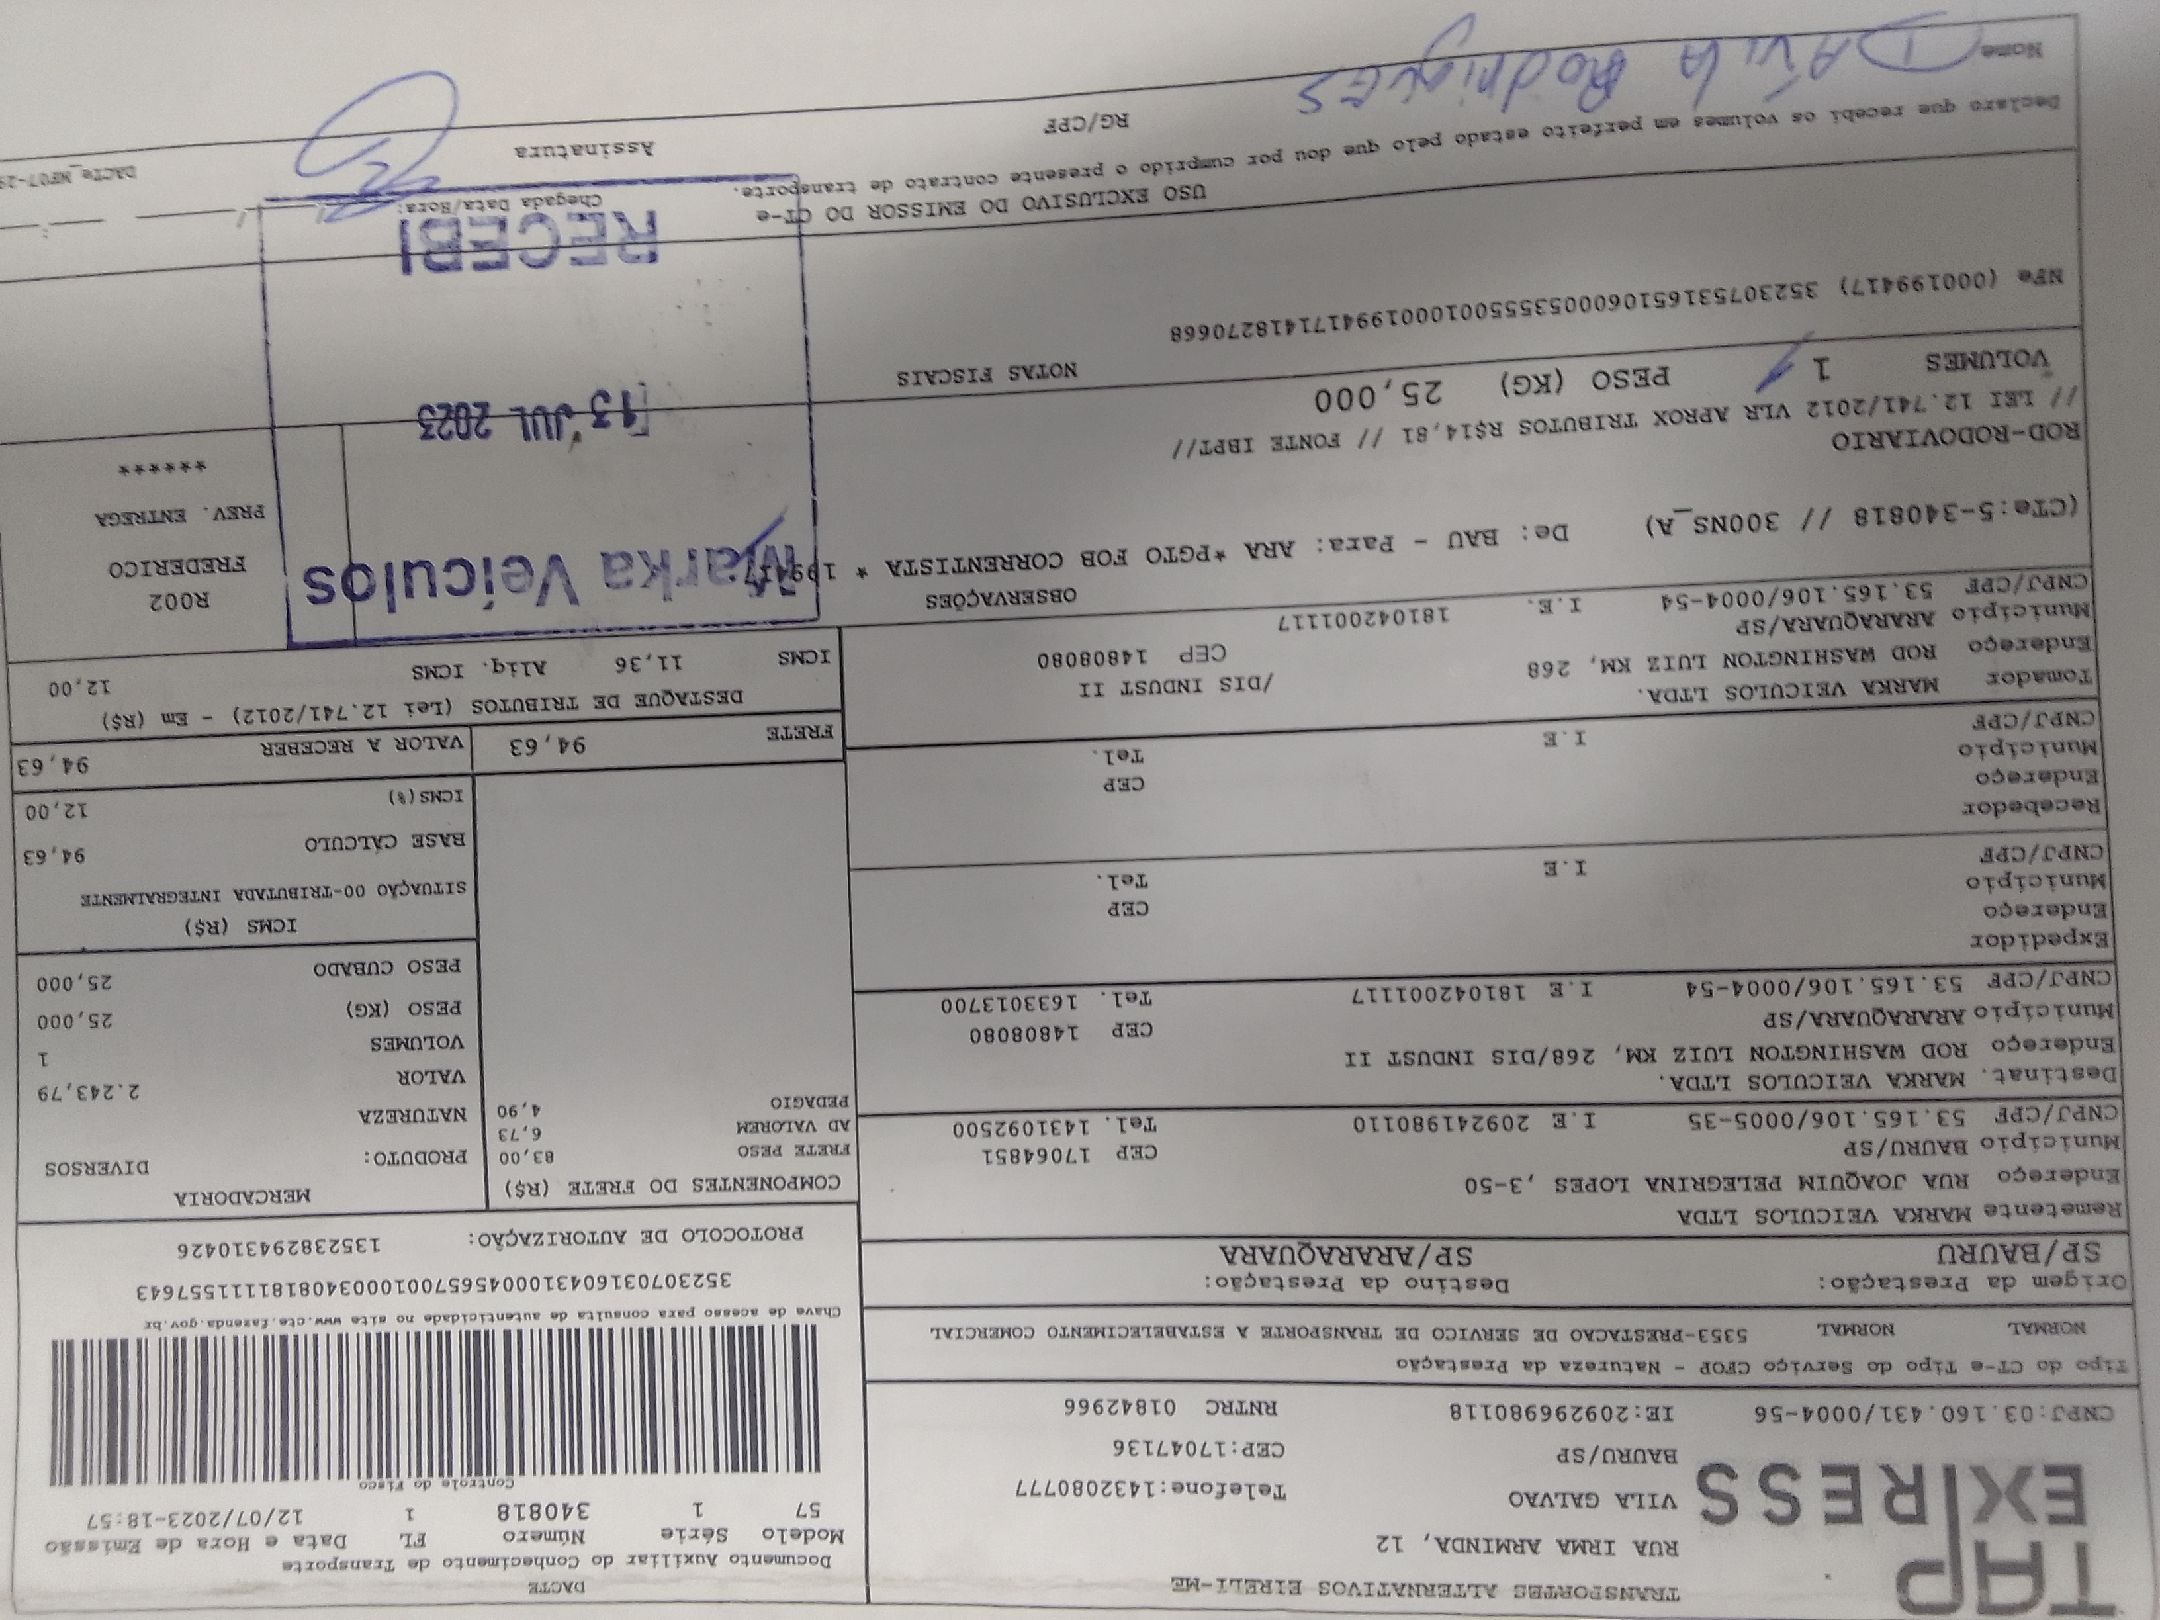 TAP
EXPRESS
TRANSPORTES ALTERNATIVOS EIRELI-ME
RUA IRMA ARMINDA, 12
VILA GALVAO Telefone:1432080777
BAURU/SP CEP:17047136
CNPJ:03.160.431/0004-56 IE:209296980118 RNTRC 01842966
DACTE
Documento Auxiliar do Conhecimento de Transporte
Modelo Série Número FL Data e Hora de Emissão
57 1 340818 1 12/07/2023-18:57
Controle do Fisco
Chave de acesso para consulta de autenticidade no site www.cte.fazenda.gov.br
35230703160431000456570010003408181111557643
PROTOCOLO DE AUTORIZAÇÃO: 135238294310426
Tipo do CT-e Tipo do Serviço CFOP - Natureza da Prestação
NORMAL NORMAL 5353-PRESTACAO DE SERVICO DE TRANSPORTE A ESTABELECIMENTO COMERCIAL
Origem da Prestação: Destino da Prestação:
SP/BAURU SP/ARARAQUARA
Remetente MARKA VEICULOS LTDA
Endereço RUA JOAQUIM PELEGRINA LOPES ,3-50
Município BAURU/SP CEP 17064851
CNPJ/CPF 53.165.106/0005-35 I.E 209241980110 Tel. 1431092500
Destinat. MARKA VEICULOS LTDA.
Endereço ROD WASHINGTON LUIZ KM, 268/DIS INDUST II
Município ARARAQUARA/SP CEP 14808080
CNPJ/CPF 53.165.106/0004-54 I.E 181042001117 Tel. 1633013700
Expedidor
Endereço
Município CEP
CNPJ/CPF I.E Tel.
Recebedor
Endereço
Município CEP
CNPJ/CPF I.E Tel.
Tomador MARKA VEICULOS LTDA.
Endereço ROD WASHINGTON LUIZ KM, 268 /DIS INDUST II
Município ARARAQUARA/SP CEP 14808080
CNPJ/CPF 53.165.106/0004-54 I.E. 181042001117
COMPONENTES DO FRETE (R$)
FRETE PESO 83,00
AD VALOREM 6,73
PEDAGIO 4,90
MERCADORIA
PRODUTO: DIVERSOS
NATUREZA
VALOR 2.243,79
VOLUMES 1
PESO (KG) 25,000
PESO CUBADO 25,000
ICMS (R$)
SITUAÇÃO 00-TRIBUTADA INTEGRALMENTE
BASE CÁLCULO 94,63
ICMS(%) 12,00
FRETE 94,63 VALOR A RECEBER 94,63
DESTAQUE DE TRIBUTOS (Lei 12.741/2012) - Em (R$)
ICMS 11,36 Aliq. ICMS 12,00
OBSERVAÇÕES
(CTe:5-340818 // 300NS_A) De: BAU - Para: ARA *PGTO FOB CORRENTISTA * 199417
ROD-RODOVIARIO
// LEI 12.741/2012 VLR APROX TRIBUTOS R$14,81 // FONTE IBPT//
R002
FREDERICO
PREV. ENTREGA
******
Marka Veículos
13 JUL 2023
RECEBI
VOLUMES 1 PESO (KG) 25,000
NOTAS FISCAIS
NFe (000199417) 35230753165106000535550010001994171418270668
USO EXCLUSIVO DO EMISSOR DO CT-e
Declaro que recebi os volumes em perfeito estado pelo que dou por cumprido o presente contrato de transporte.
Chegada Data/Hora:
Nome DAVILA RodriguES RG/CPF Assinatura
DACTe_NF07-29